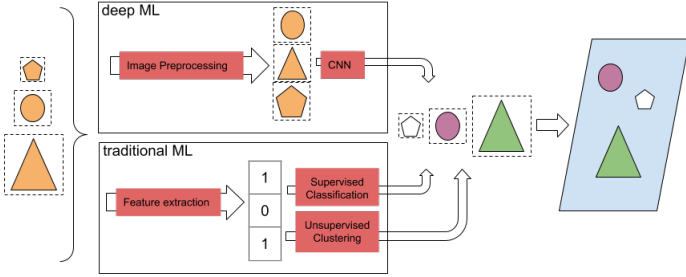 deep ML
Image Preprocessing
CNN
traditional ML
Feature extraction
1
0
1
Supervised
Classification
Unsupervised
Clustering